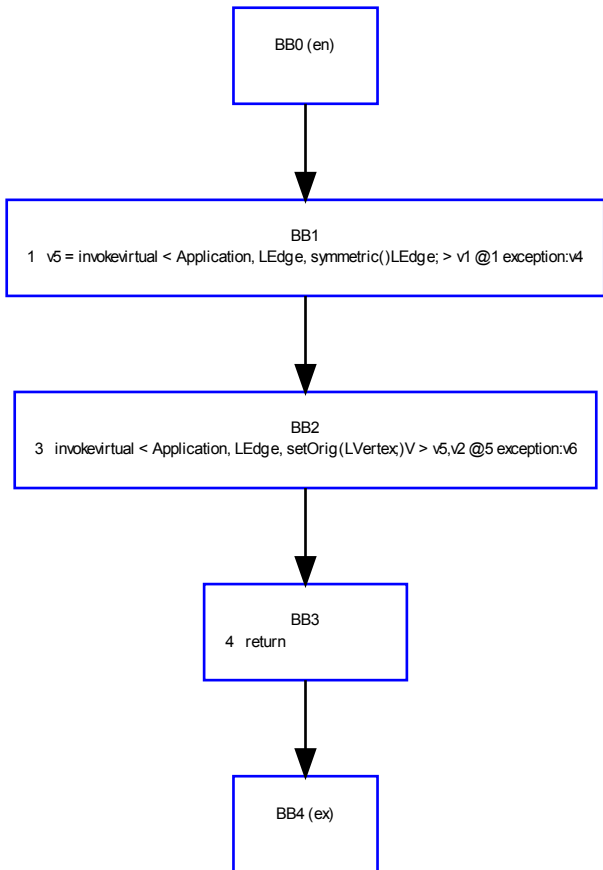 BB0 (en)
BB1
1 v5 = invokevirtual < Application, LEdge, symmetric()LEdge; > v1 @1 exception:v4
BB2
3 invokevirtual < Application, LEdge, setOrig(LVertex;)V > v5,v2 @5 exception:v6
BB3
4 return
BB4 (ex)